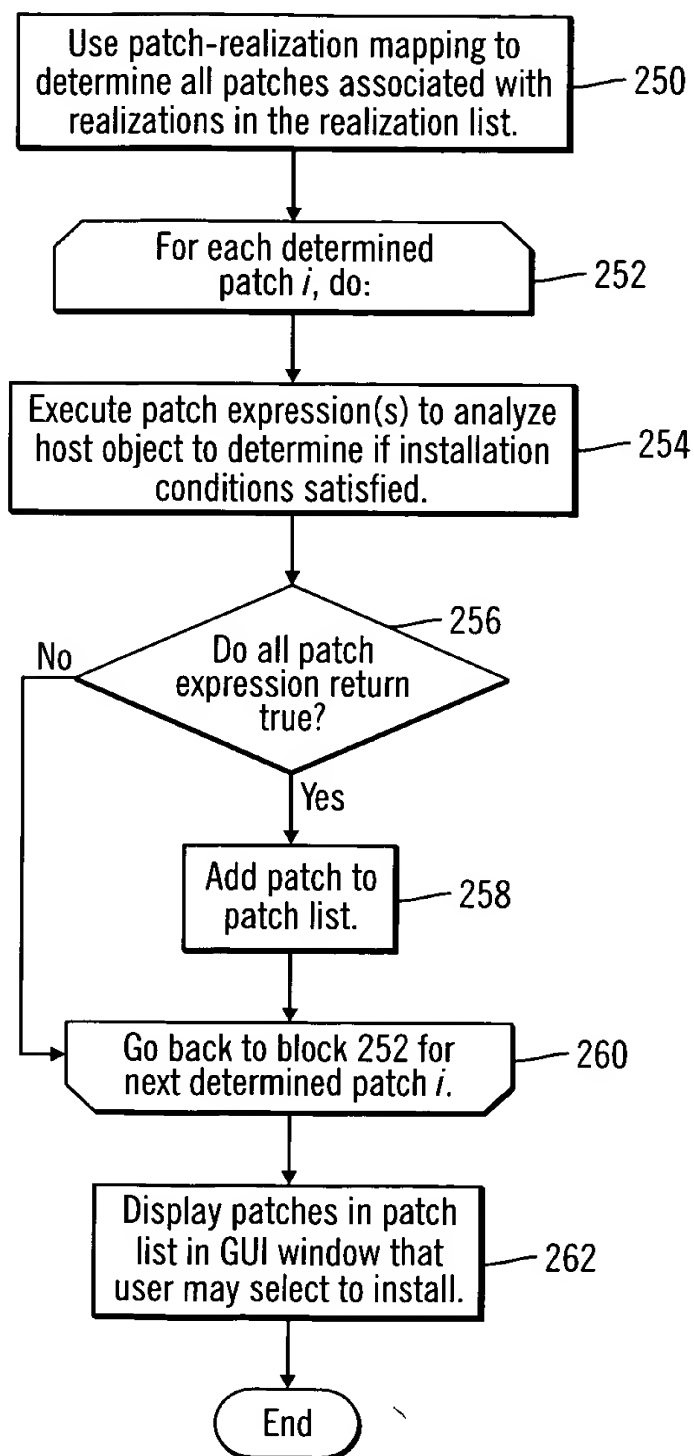 Use patch-realization mapping to
determine all patches associated with
realizations in the realization list.
250
For each determined
patch i, do:
252
Execute patch expression(s) to analyze
host object to determine if installation
conditions satisfied.
254
256
No
Do all patch
expression return
true?
Yes
Add patch to
patch list.
258
Go back to block 252 for
next determined patch i.
260
Display patches in patch
list in GUI window that
user may select to install.
262
End